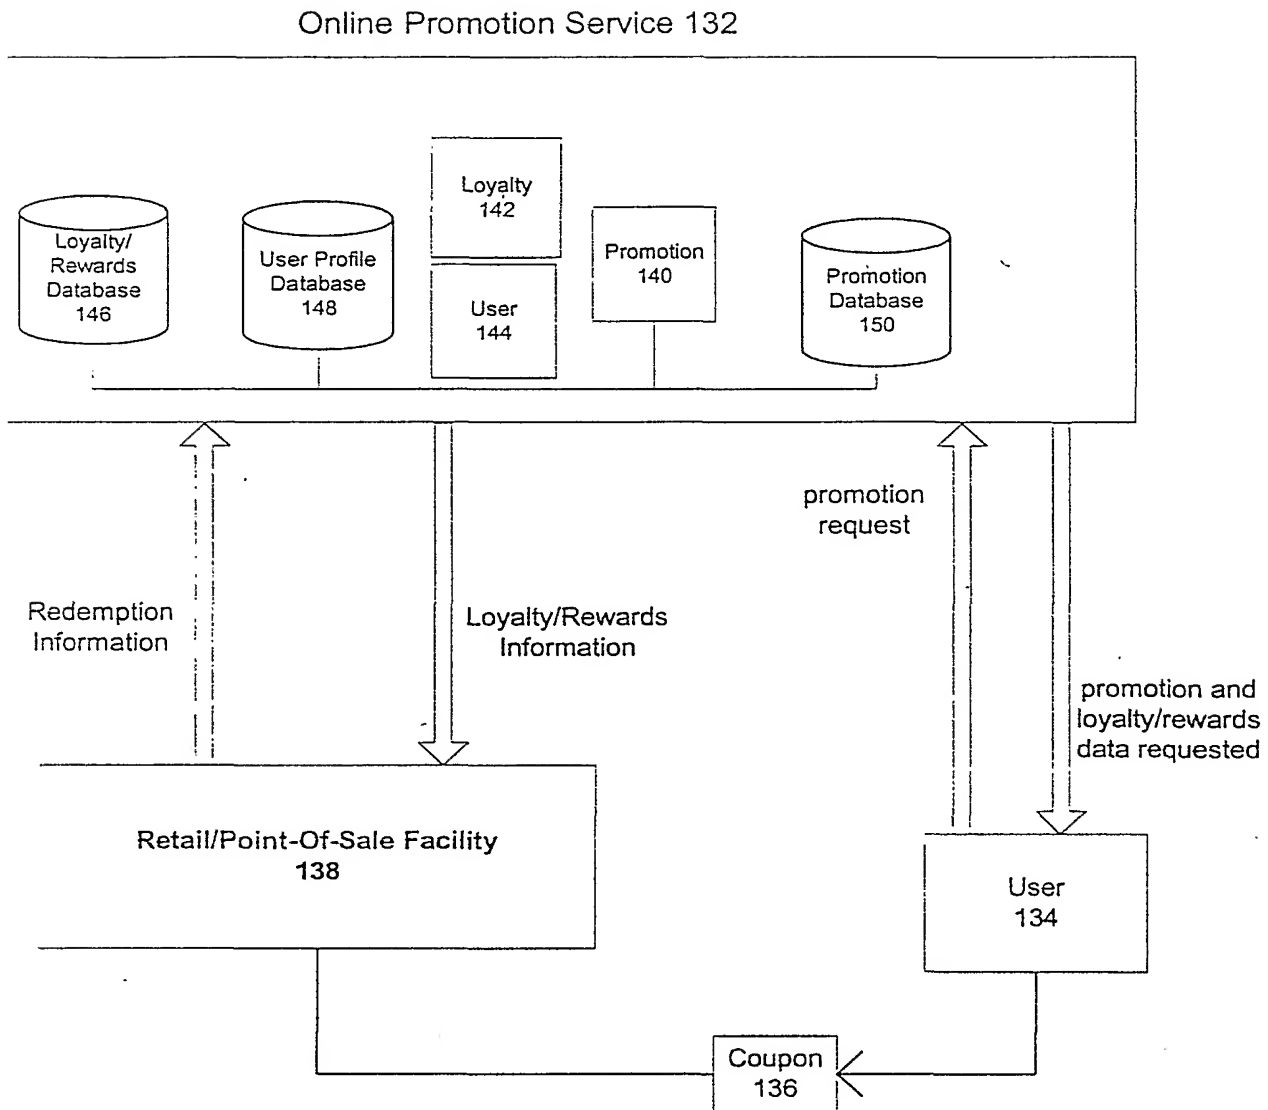 Online Promotion Service 132
Loyalty/
Rewards
Database
146
User Profile
Database
148
Loyalty
142
User
144
Promotion
140
Promotion
Database
150
Redemption
Information
Loyalty/Rewards
Information
promotion
request
promotion and
loyalty/rewards
data requested
Retail/Point-Of-Sale Facility
138
User
134
Coupon
136